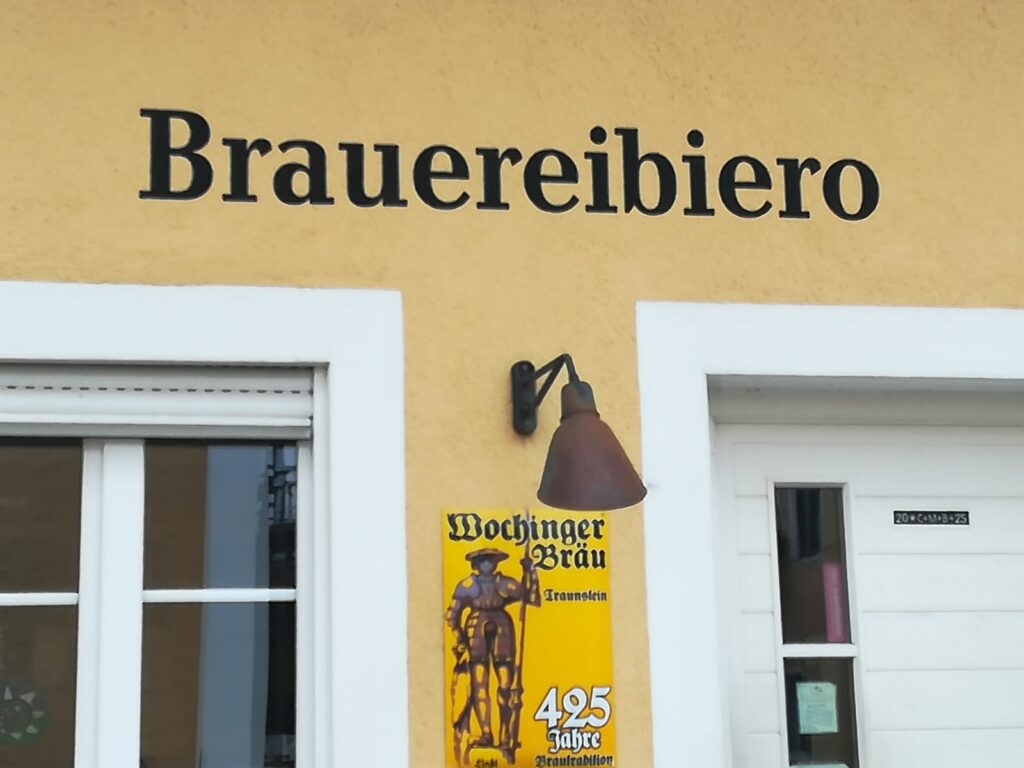 Brauereibiero
Wochinger
Bräu
Traunstein
20*C+M+B+25
425
Jahre
Brautradition